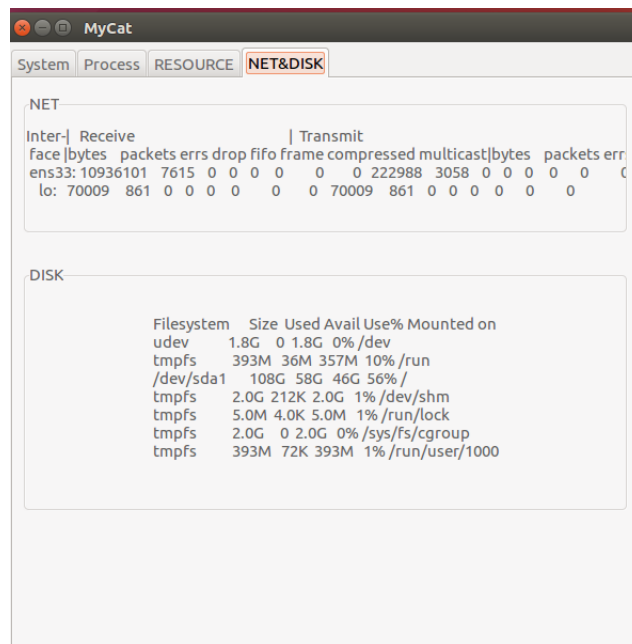 MyCat
System Process RESOURCE NET&DISK
NET
Inter-| Receive | Transmit
face |bytes packets errs drop fifo frame compressed multicast|bytes packets err
ens33: 10936101 7615 0 0 0 0 0 0 222988 3058 0 0 0 0 0 0
lo: 70009 861 0 0 0 0 0 0 70009 861 0 0 0 0 0 0
DISK
Filesystem Size Used Avail Use% Mounted on
udev 1.8G 0 1.8G 0% /dev
tmpfs 393M 36M 357M 10% /run
/dev/sda1 108G 58G 46G 56% /
tmpfs 2.0G 212K 2.0G 1% /dev/shm
tmpfs 5.0M 4.0K 5.0M 1% /run/lock
tmpfs 2.0G 0 2.0G 0% /sys/fs/cgroup
tmpfs 393M 72K 393M 1% /run/user/1000